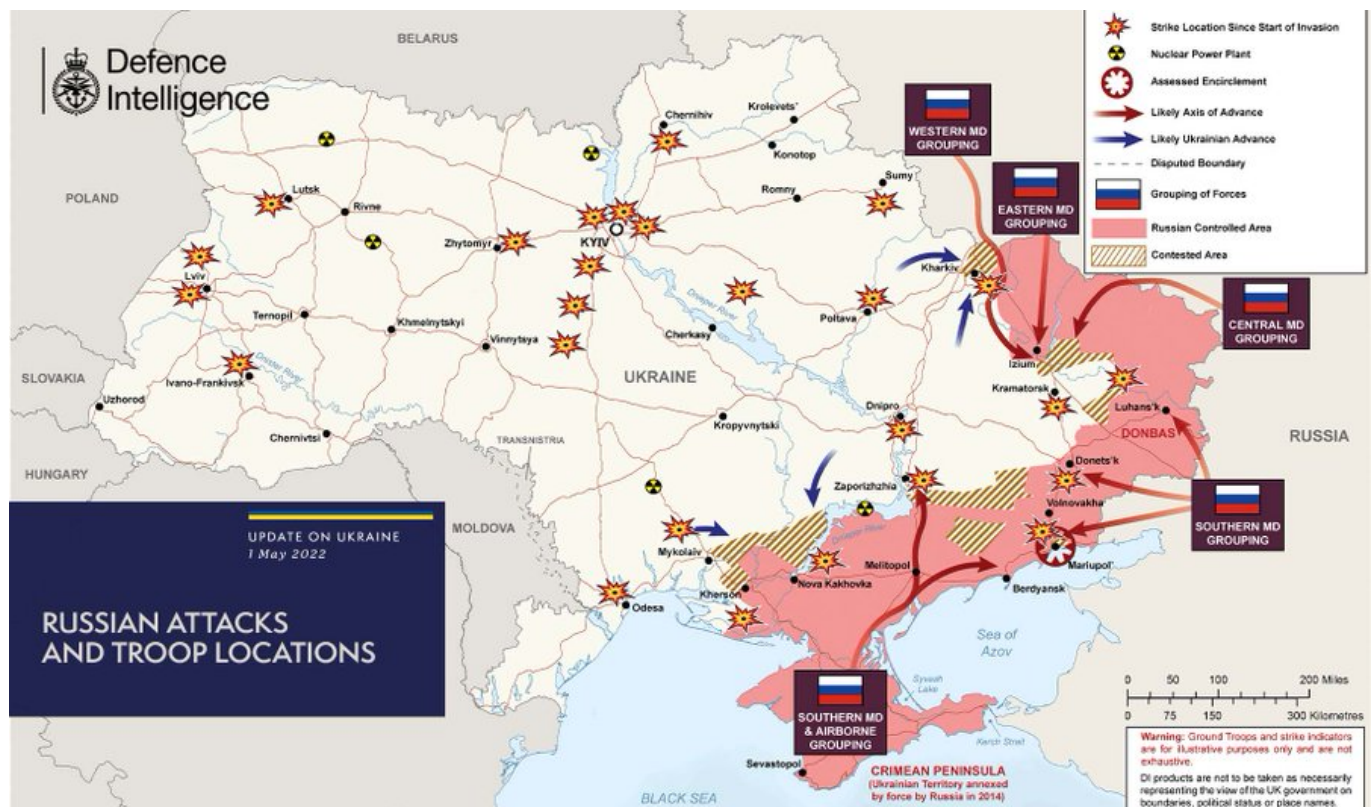 Defence
Intelligence
BELARUS
POLAND
SLOVAKIA
HUNGARY
MOLDOVA
TRANSNISTRIA
UKRAINE
RUSSIA
DONBAS
Strike Location Since Start of Invasion
Nuclear Power Plant
Assessed Encirclement
Likely Axis of Advance
Likely Ukrainian Advance
Disputed Boundary
Grouping of Forces
Russian Controlled Area
Contested Area
WESTERN MD
GROUPING
EASTERN MD
GROUPING
CENTRAL MD
GROUPING
SOUTHERN MD
GROUPING
SOUTHERN MD
& AIRBORNE
GROUPING
Chernihiv
Krolevets'
Konotop
Sumy
Romny
Lutsk
Rivne
Zhytomyr
KYIV
Kharkiv
Lviv
Ternopil
Khmelnytskyi
Vinnytsya
Dnieper River
Cherkasy
Poltava
Izium
Kramatorsk
Luhans'k
Ivano-Frankivsk
Uzhorod
Chernivtsi
Kropyvnytski
Dnipro
Donets'k
Zaporizhzhia
Volnovakha
Dnieper River
Mykolaiv
Kherson
Nova Kakhovka
Melitopol
Berdyansk
Mariupol'
Odesa
Sea of
Azov
Syvash
Lake
Kerch Strait
Sevastopol
CRIMEAN PENINSULA
(Ukrainian Territory annexed
by force by Russia in 2014)
BLACK SEA
UPDATE ON UKRAINE
1 May 2022
RUSSIAN ATTACKS
AND TROOP LOCATIONS
0 50 100 200 Miles
0 75 150 300 Kilometres
Warning: Ground Troops and strike indicators
are for illustrative purposes only and are not
exhaustive.
DI products are not to be taken as necessarily
representing the view of the UK government on
boundaries, political status or place names.